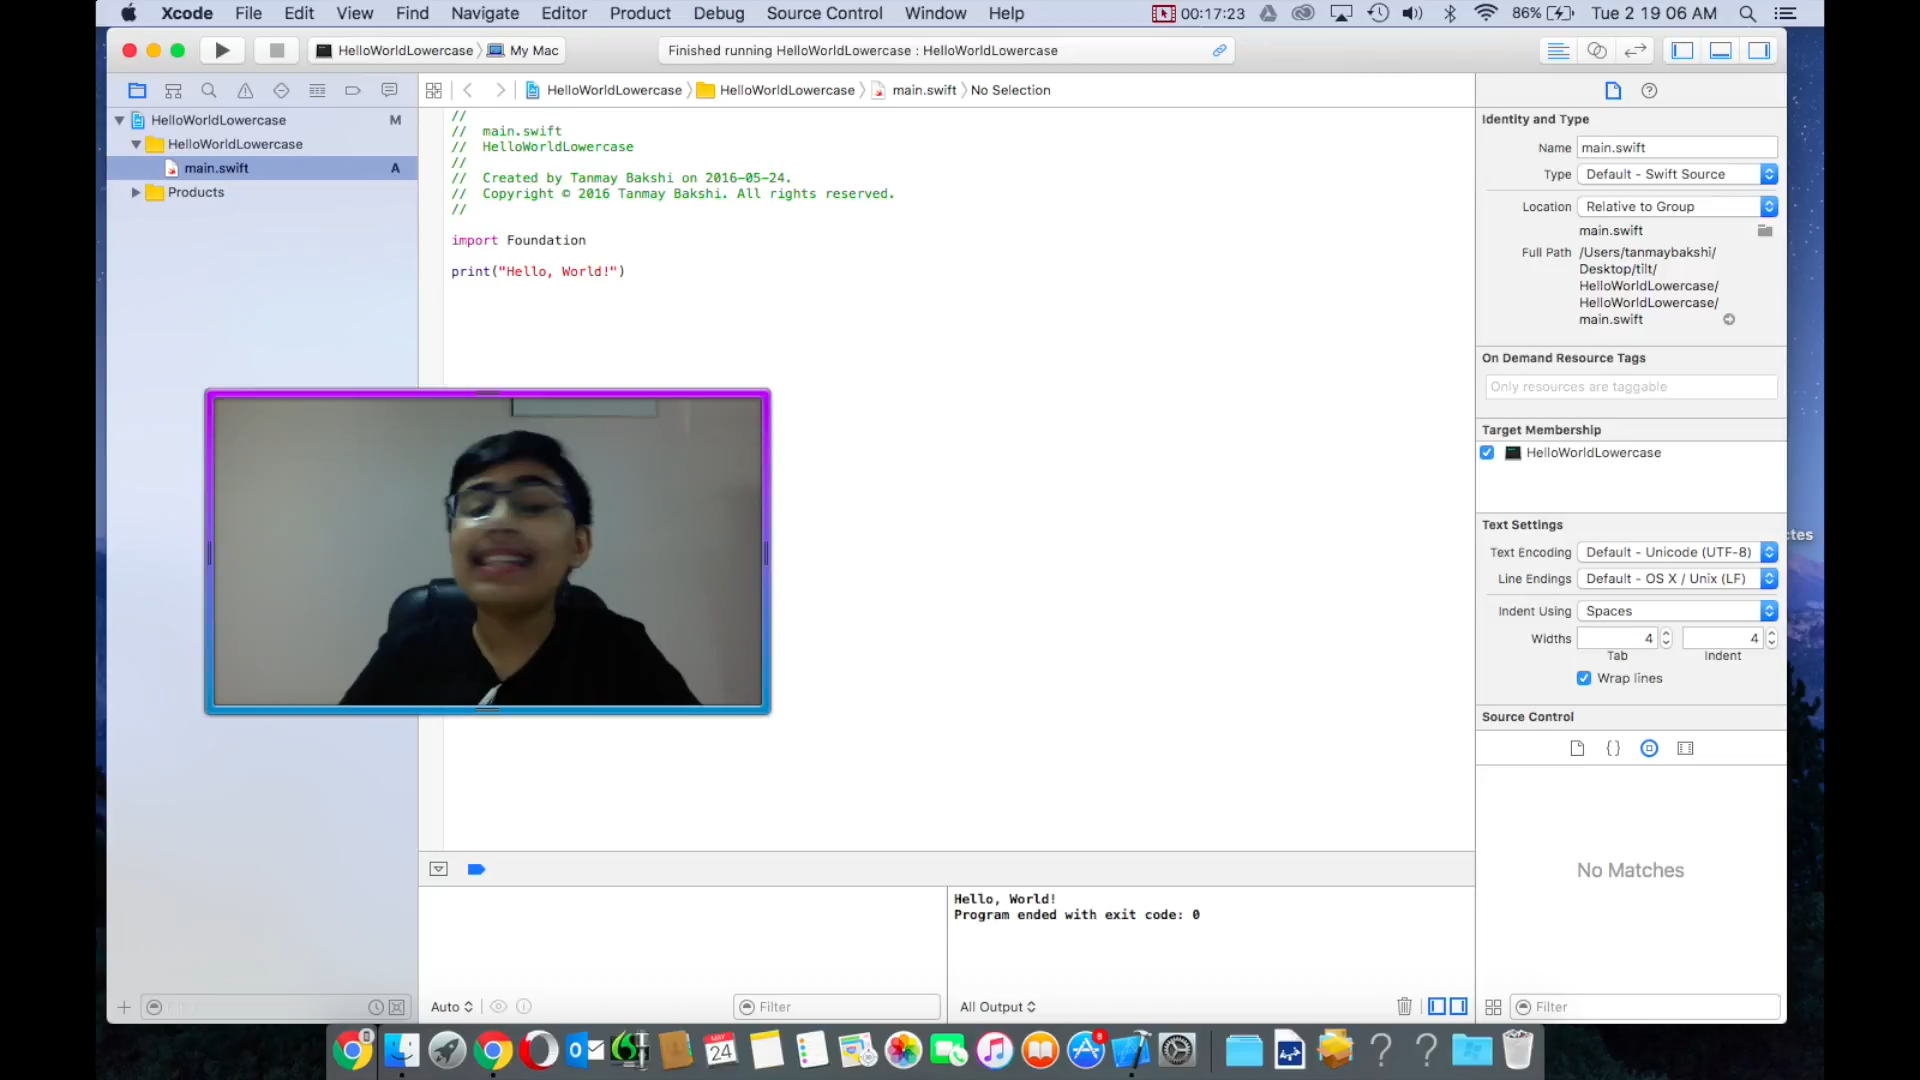 Xcode File Edit View Find Navigate Editor Product Debug Source Control Window Help 00:17:23 86% Tue 2 19 06 AM
HelloWorldLowercase My Mac Finished running HelloWorldLowercase : HelloWorldLowercase
HelloWorldLowercase HelloWorldLowercase main.swift No Selection
HelloWorldLowercase M
HelloWorldLowercase
main.swift A
Products
//
// main.swift
// HelloWorldLowercase
//
// Created by Tanmay Bakshi on 2016-05-24.
// Copyright © 2016 Tanmay Bakshi. All rights reserved.
//
import Foundation
print("Hello, World!")
Identity and Type
Name main.swift
Type Default - Swift Source
Location Relative to Group
main.swift
Full Path /Users/tanmaybakshi/
Desktop/tilt/
HelloWorldLowercase/
HelloWorldLowercase/
main.swift
On Demand Resource Tags
Only resources are taggable
Target Membership
HelloWorldLowercase
Text Settings
Text Encoding Default - Unicode (UTF-8)
Line Endings Default - OS X / Unix (LF)
Indent Using Spaces
Widths 4 4
Tab Indent
Wrap lines
Source Control
No Matches
Hello, World!
Program ended with exit code: 0
Auto Filter All Output Filter
MAY
24
8